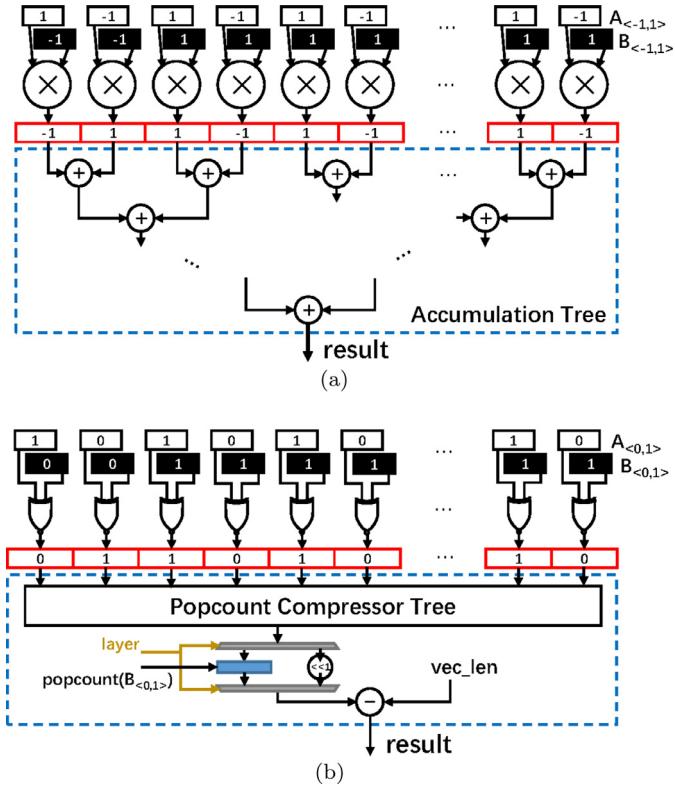 1 -1 1 -1 1 -1 ... 1 -1 A<-1,1>
-1 -1 1 1 1 1 1 1 B<-1,1>
× × × × × × ... × ×
-1 1 1 -1 1 -1 ... 1 -1
+ + + ... +
+ +
... ...
+
Accumulation Tree
result
(a)
1 0 1 0 1 0 ... 1 0 A<0,1>
0 0 1 1 1 1 1 1 B<0,1>
...
0 1 1 0 1 0 ... 1 0
Popcount Compressor Tree
layer
popcount(B<0,1>)
<<1
vec_len
−
result
(b)